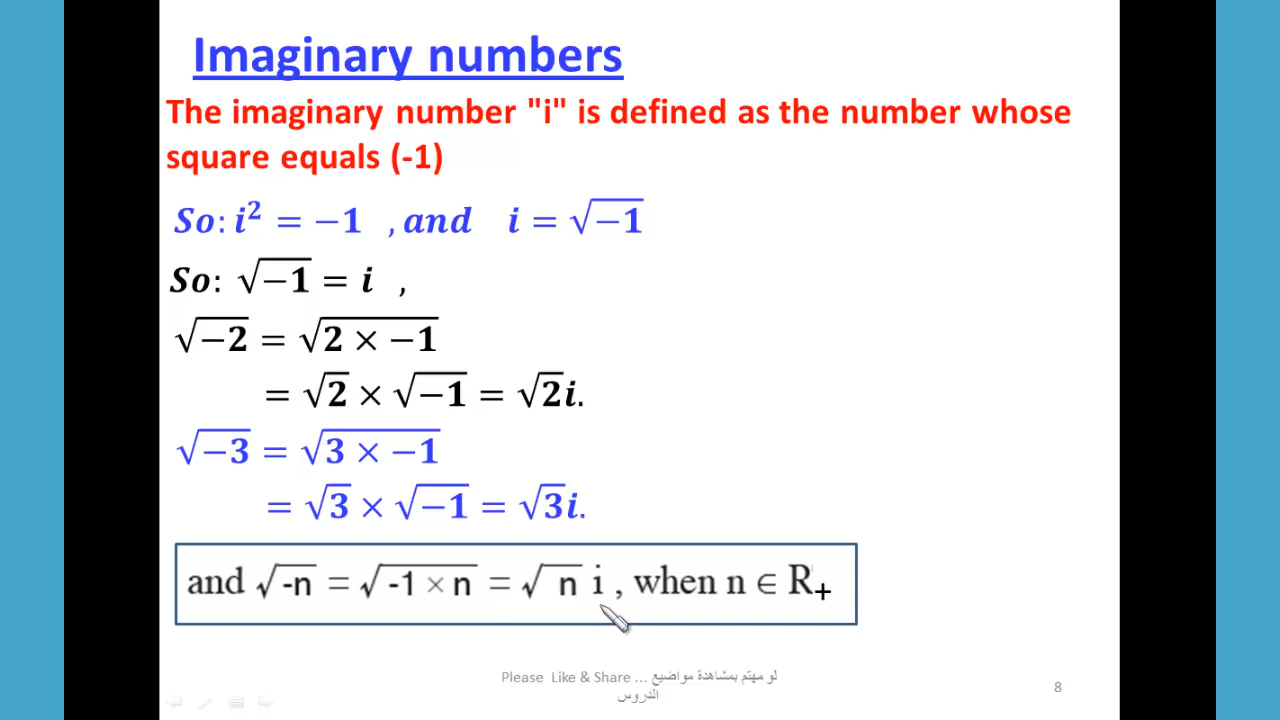 Imaginary numbers
The imaginary number "i" is defined as the number whose
square equals (-1)
So: i² = −1 , and i = √−1
So: √−1 = i ,
√−2 = √2 × −1
= √2 × √−1 = √2i.
√−3 = √3 × −1
= √3 × √−1 = √3i.
and √-n = √-1 × n = √ n i , when n ∈ R₊
Please Like & Share ... لو مهتم بمشاهدة مواضيع
الدروس
8